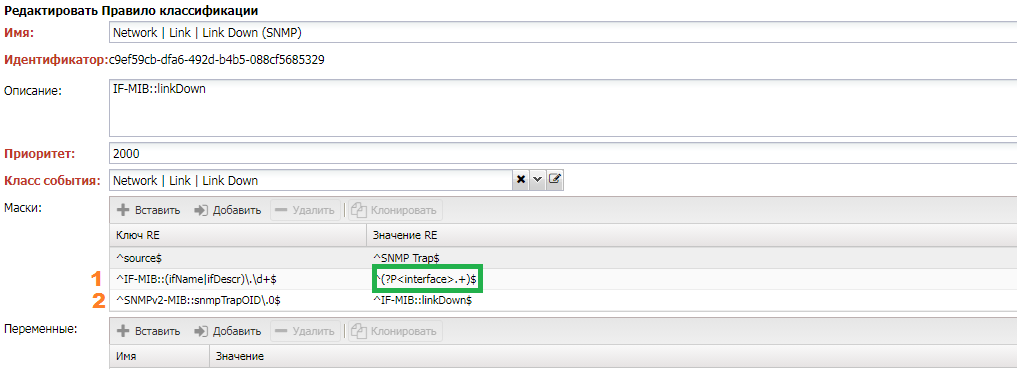 Редактировать Правило классификации
Имя: Network | Link | Link Down (SNMP)
Идентификатор: c9ef59cb-dfa6-492d-b4b5-088cf5685329
Описание: IF-MIB::linkDown
Приоритет: 2000
Класс события: Network | Link | Link Down
Маски: Вставить Добавить Удалить Клонировать
Ключ RE Значение RE
^source$ ^SNMP Trap$
1 ^IF-MIB::(ifName|ifDescr)\.\d+$ ^(?P<interface>.+)$
2 ^SNMPv2-MIB::snmpTrapOID\.0$ ^IF-MIB::linkDown$
Переменные: Вставить Добавить Удалить Клонировать
Имя Значение